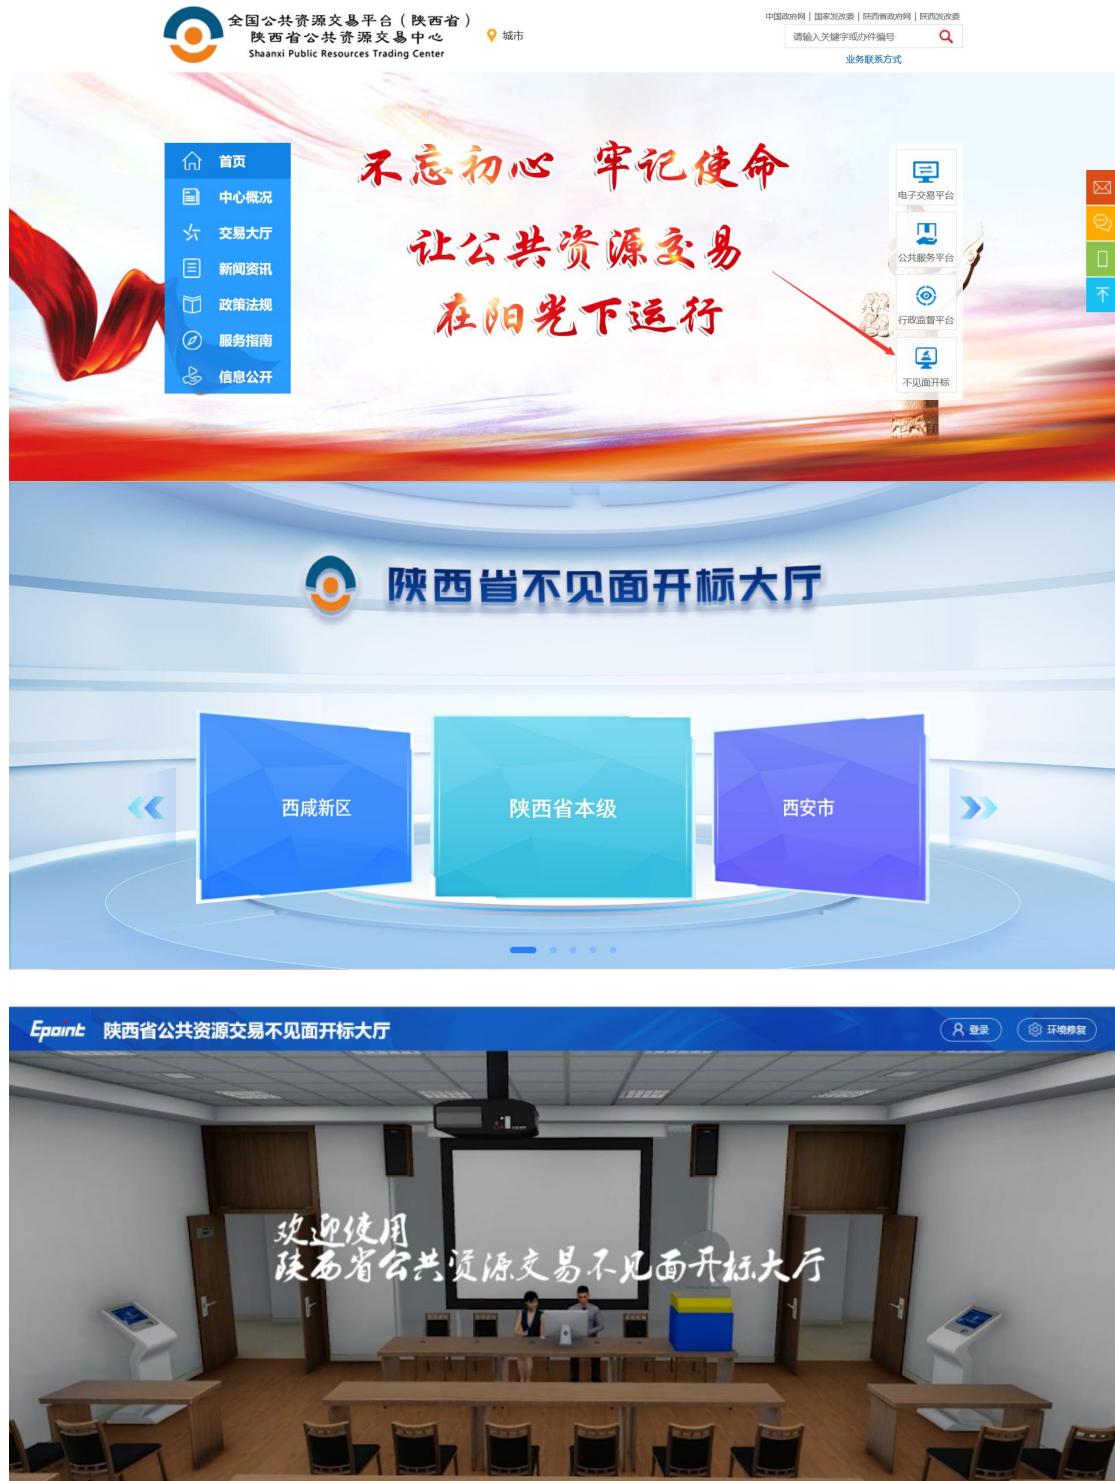 全国公共资源交易平台（陕西省）
陕西省公共资源交易中心
Shaanxi Public Resources Trading Center
城市
中国政府网 | 国家发改委 | 陕西省政府网 | 陕西发改委
请输入关键字或办件编号
业务联系方式
首页
中心概况
交易大厅
新闻资讯
政策法规
服务指南
信息公开
不忘初心 牢记使命
让公共资源交易
在阳光下运行
电子交易平台
公共服务平台
行政监督平台
不见面开标
陕西省不见面开标大厅
西咸新区
陕西省本级
西安市
Epoint 陕西省公共资源交易不见面开标大厅
登录
环境修复
欢迎使用
陕西省公共资源交易不见面开标大厅